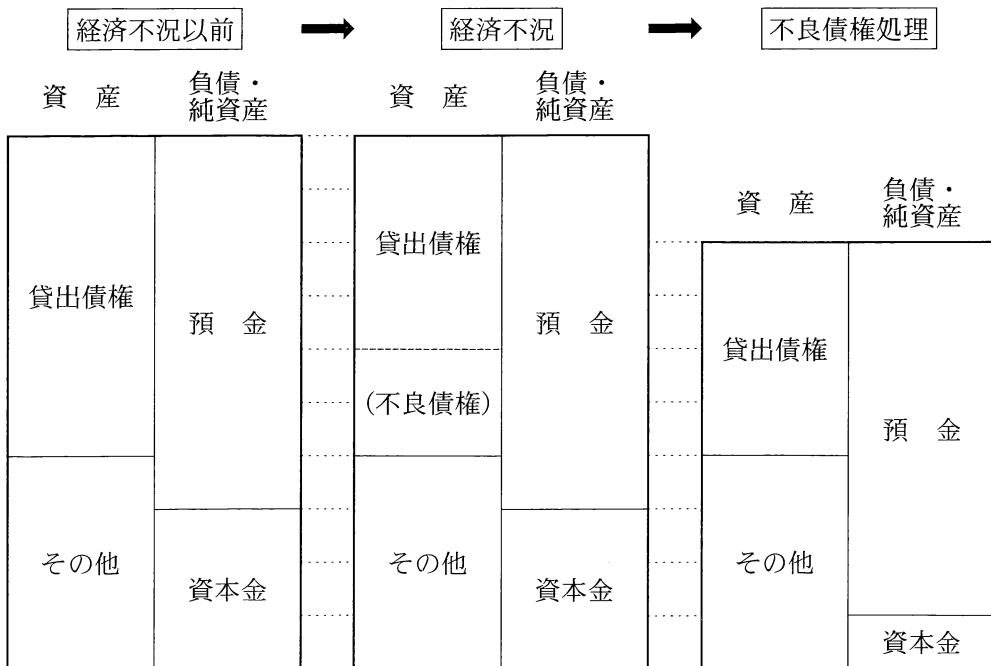 経済不況以前
経済不況
不良債権処理
資 産
負債・
純資産
貸出債権
その他
預 金
資本金
資 産
負債・
純資産
貸出債権
(不良債権)
その他
預 金
資本金
資 産
負債・
純資産
貸出債権
その他
預 金
資本金